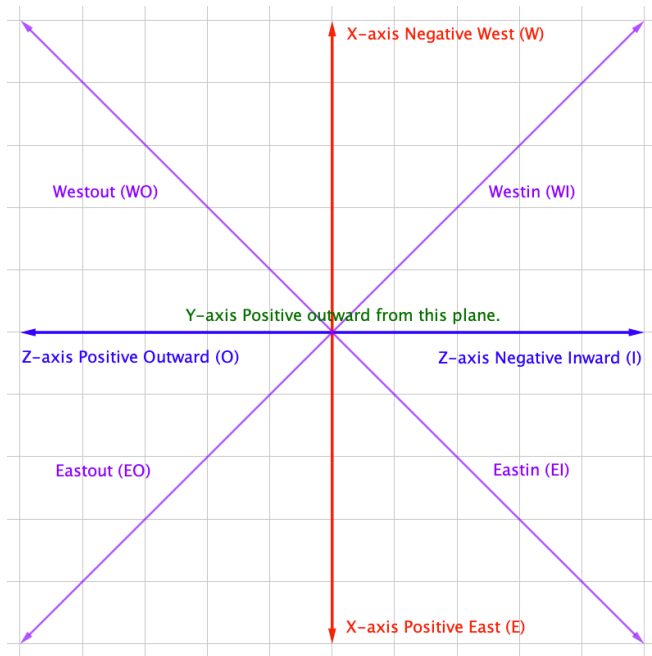 X-axis Negative West (W)
Westout (WO)
Westin (WI)
Y-axis Positive outward from this plane.
Z-axis Positive Outward (O)
Z-axis Negative Inward (I)
Eastout (EO)
Eastin (EI)
X-axis Positive East (E)